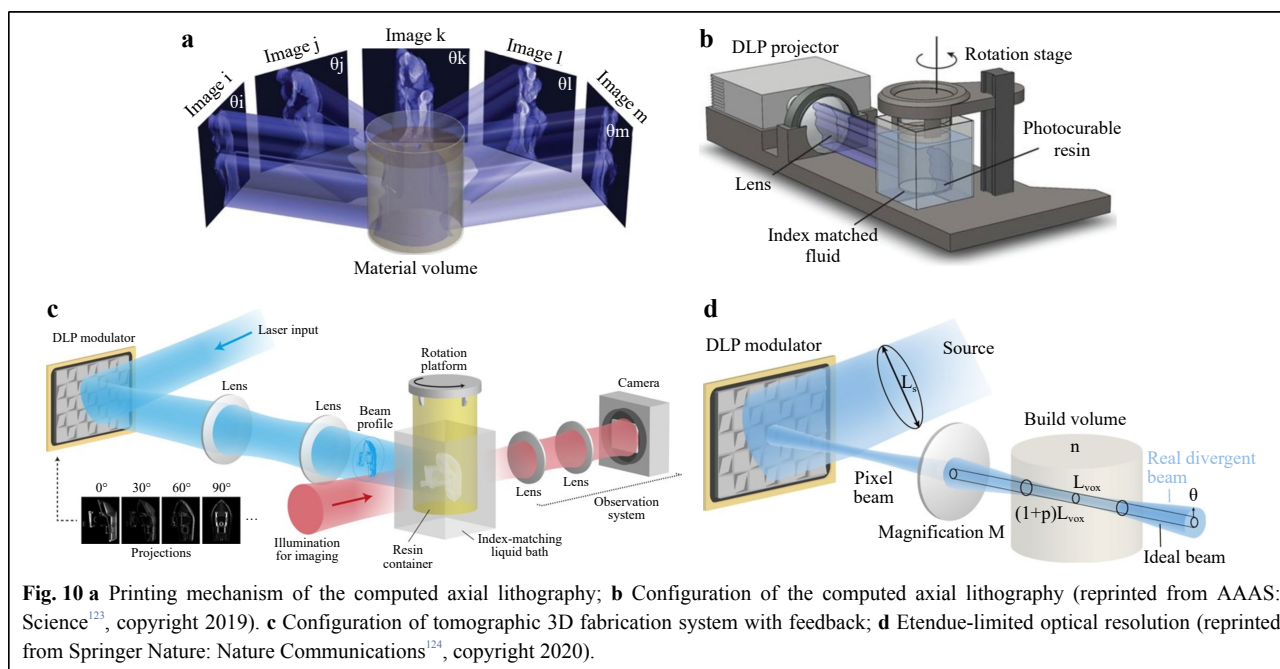 a
Image i
Image j
Image k
Image l
Image m
θi
θj
θk
θl
θm
Material volume
b
DLP projector
Rotation stage
Photocurable
resin
Lens
Index matched
fluid
c
DLP modulator
Laser input
Lens
Lens
Beam
profile
Rotation
platform
Camera
Lens
Lens
Observation
system
0° 30° 60° 90°
...
Projections
Illumination
for imaging
Resin
container
Index-matching
liquid bath
d
DLP modulator
Source
Ls
Build volume
n
Pixel
beam
Lvox
Real divergent
beam
θ
(1+p)Lvox
Magnification M
Ideal beam
Fig. 10 a Printing mechanism of the computed axial lithography; b Configuration of the computed axial lithography (reprinted from AAAS:
Science123, copyright 2019). c Configuration of tomographic 3D fabrication system with feedback; d Etendue-limited optical resolution (reprinted
from Springer Nature: Nature Communications124, copyright 2020).